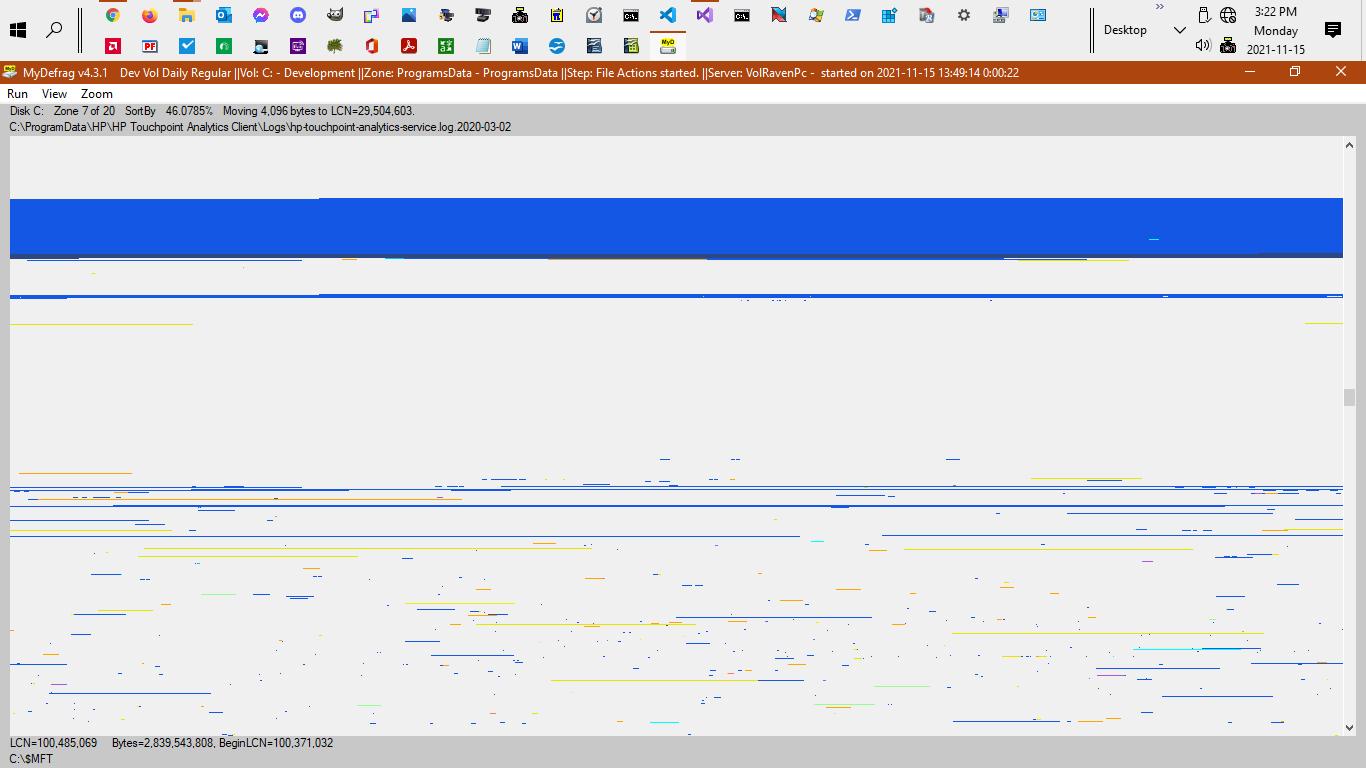 Desktop
3:22 PM
Monday
2021-11-15
MyDefrag v4.3.1 Dev Vol Daily Regular ||Vol: C: - Development ||Zone: ProgramsData - ProgramsData ||Step: File Actions started. ||Server: VolRavenPc - started on 2021-11-15 13:49:14 0:00:22
Run View Zoom
Disk C: Zone 7 of 20 SortBy 46.0785% Moving 4,096 bytes to LCN=29,504,603.
C:\ProgramData\HP\HP Touchpoint Analytics Client\Logs\hp-touchpoint-analytics-service.log.2020-03-02
LCN=100,485,069 Bytes=2,839,543,808, BeginLCN=100,371,032
C:\$MFT